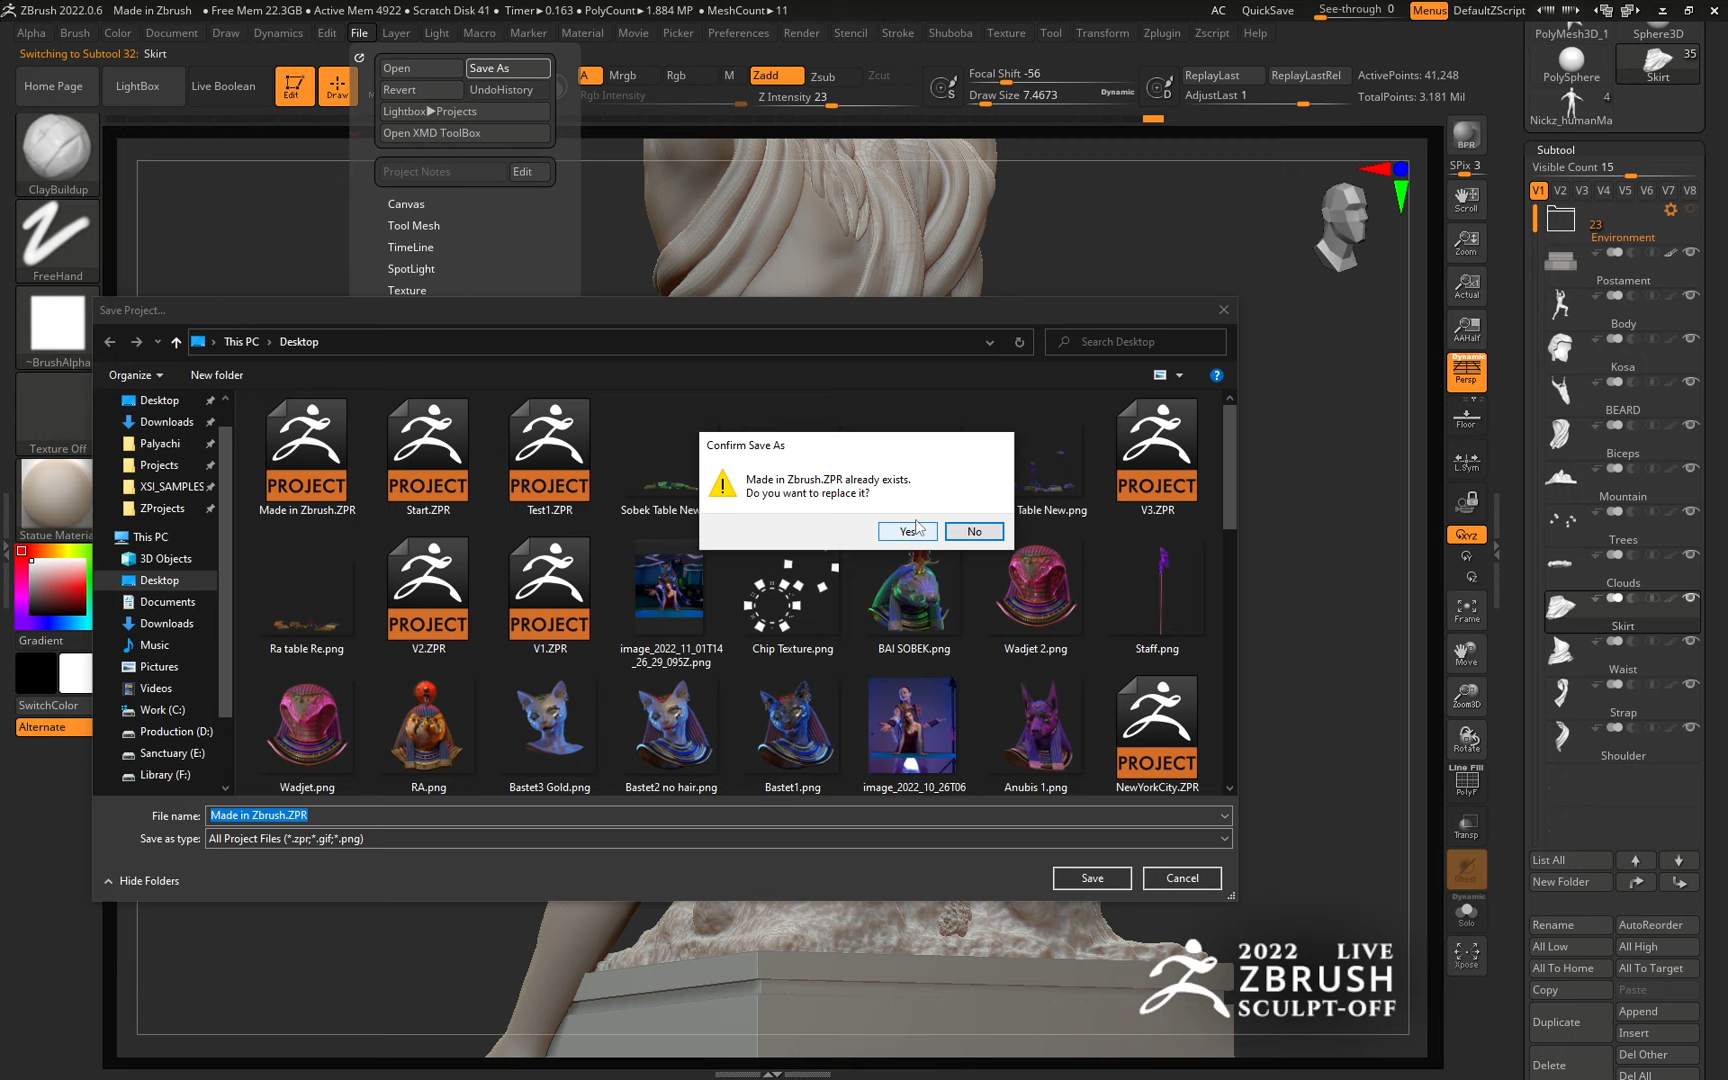 ZBrush 2022.0.6 Made in Zbrush • Free Mem 22.3GB • Active Mem 4922 • Scratch Disk 41 • Timer▶0.163 • PolyCount▶1.884 MP • MeshCount▶11 AC QuickSave See-through 0 Menus DefaultZScript
Alpha Brush Color Document Draw Dynamics Edit File Layer Light Macro Marker Material Movie Picker Preferences Render Stencil Stroke Shuboba Texture Tool Transform Zplugin Zscript Help
Switching to Subtool 32: Skirt
Home Page LightBox Live Boolean Edit Draw
Open Save As
Revert UndoHistory
Lightbox▶Projects
Open XMD ToolBox
Project Notes Edit
Canvas
Tool Mesh
TimeLine
SpotLight
Texture
A Mrgb Rgb M Zadd Zsub Zcut
Rgb Intensity Z Intensity 23
S
Focal Shift -56
Draw Size 7.4673 Dynamic
D
ReplayLast ReplayLastRel
AdjustLast 1
ActivePoints: 41,248
TotalPoints: 3.181 Mil
PolyMesh3D_1 Sphere3D
PolySphere Skirt 35
4
Nickz_humanMa
ClayBuildup
FreeHand
~BrushAlpha
Texture Off
Statue Materia
Gradient
SwitchColor
Alternate
Save Project...
This PC > Desktop
Search Desktop
Organize New folder
Desktop
Downloads
Palyachi
Projects
XSI_SAMPLES
ZProjects
This PC
3D Objects
Desktop
Documents
Downloads
Music
Pictures
Videos
Work (C:)
Production (D:)
Sanctuary (E:)
Library (F:)
PROJECT PROJECT PROJECT PROJECT
Made in Zbrush.ZPR Start.ZPR Test1.ZPR Sobek Table New Table New.png V3.ZPR
PROJECT PROJECT
Ra table Re.png V2.ZPR V1.ZPR image_2022_11_01T14_26_29_095Z.png Chip Texture.png BAI SOBEK.png Wadjet 2.png Staff.png
PROJECT
Wadjet.png RA.png Bastet3 Gold.png Bastet2 no hair.png Bastet1.png image_2022_10_26T06 Anubis 1.png NewYorkCity.ZPR
Confirm Save As
Made in Zbrush.ZPR already exists.
Do you want to replace it?
Yes No
File name: Made in Zbrush.ZPR
Save as type: All Project Files (*.zpr;*.gif;*.png)
Hide Folders
Save Cancel
BPR
SPix 3
Scroll
Zoom
Actual
AAHalf
Dynamic
Persp
Floor
L.Sym
XYZ
Frame
Move
Zoom3D
Rotate
Line Fill
PolyF
Transp
Ghost
Dynamic
Solo
Xpose
Subtool
Visible Count 15
V1 V2 V3 V4 V5 V6 V7 V8
23
Environment
Postament
Body
Kosa
BEARD
Biceps
Mountain
Trees
Clouds
Skirt
Waist
Strap
Shoulder
List All
New Folder
Rename AutoReorder
All Low All High
All To Home All To Target
Copy Paste
Duplicate Append
Insert
Delete Del Other
Del All
2022 LIVE
ZBRUSH
SCULPT-OFF